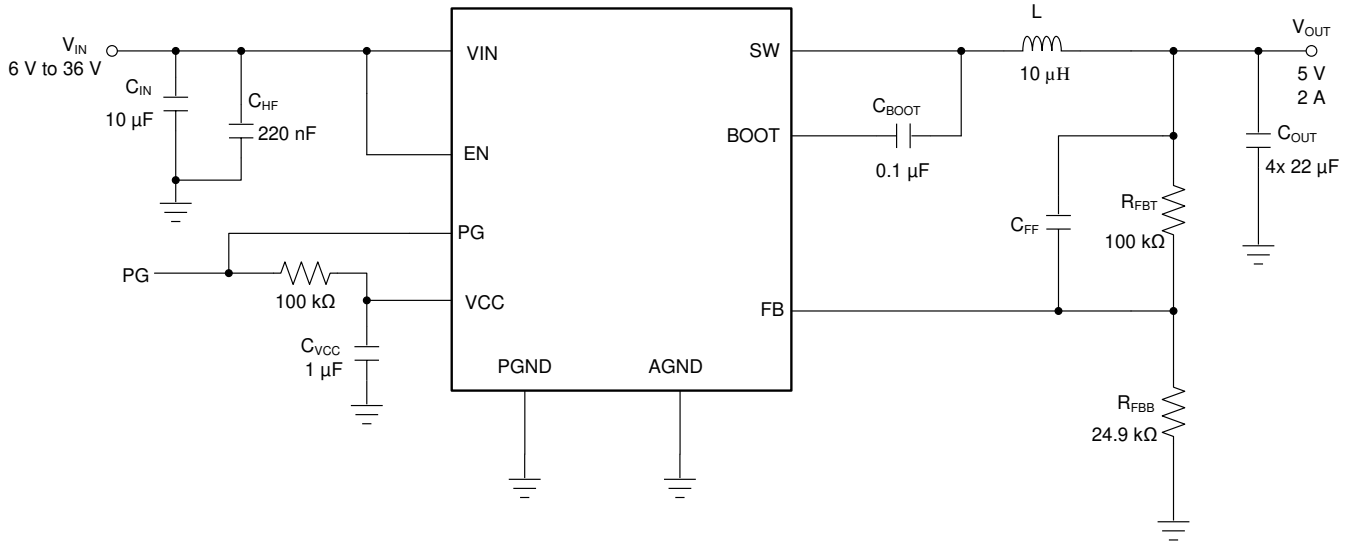 V_IN
6 V to 36 V
C_IN
10 µF
C_HF
220 nF
VIN
EN
PG
PG
100 kΩ
VCC
C_VCC
1 µF
PGND
AGND
SW
BOOT
FB
C_BOOT
0.1 µF
L
10 µH
V_OUT
5 V
2 A
C_OUT
4x 22 µF
C_FF
R_FBT
100 kΩ
R_FBB
24.9 kΩ